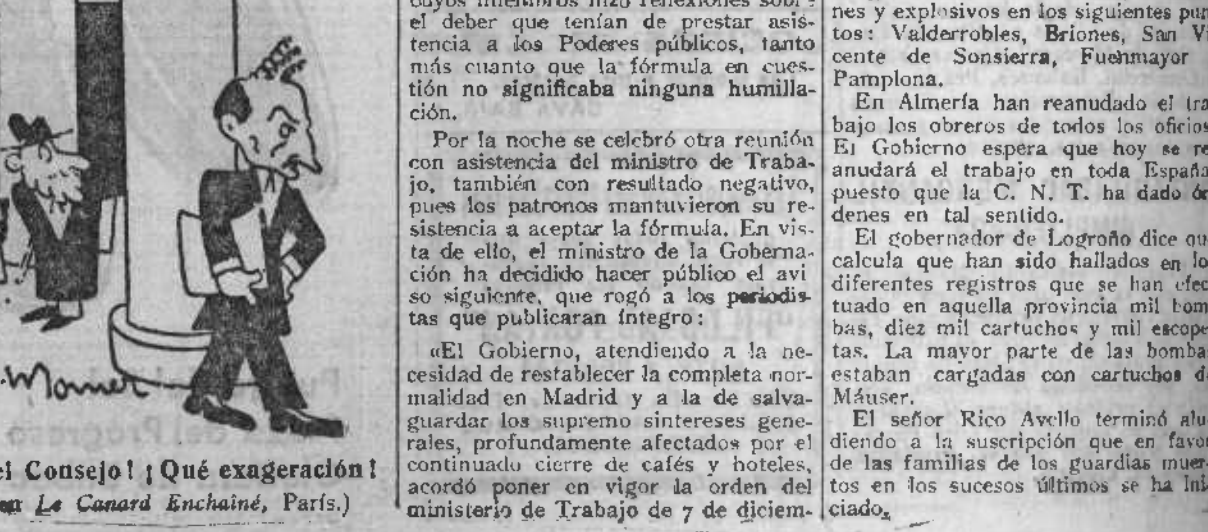 Monier
el Consejo! ¡Qué exageración!
en Le Canard Enchaîné, París.)
cuyos miembros hizo reflexiones sobre
el deber que tenían de prestar asis-
tencia a los Poderes públicos, tanto
más cuanto que la fórmula en cues-
tión no significaba ninguna humilla-
ción.
Por la noche se celebró otra reunión
con asistencia del ministro de Traba-
jo, también con resultado negativo,
pues los patronos mantuvieron su re-
sistencia a aceptar la fórmula. En vis-
ta de ello, el ministro de la Goberna-
ción ha decidido hacer público el avi
so siguiente, que rogó a los periodis-
tas que publicaran íntegro:
«El Gobierno, atendiendo a la ne-
cesidad de restablecer la completa nor-
malidad en Madrid y a la de salva-
guardar los supremo sintereses gene-
rales, profundamente afectados por el
continuado cierre de cafés y hoteles,
acordó poner en vigor la orden del
ministerio de Trabajo de 7 de diciem-
nes y explosivos en los siguientes pun
tos: Valderrobles, Briones, San Vi
cente de Sonsierra, Fuenmayor
Pamplona.
En Almería han reanudado el tra
bajo los obreros de todos los oficios
El Gobierno espera que hoy se re
anudará el trabajo en toda España
puesto que la C. N. T. ha dado ór
denes en tal sentido.
El gobernador de Logroño dice que
calcula que han sido hallados en lo
diferentes registros que se han efec
tuado en aquella provincia mil bom
bas, diez mil cartuchos y mil escope
tas. La mayor parte de las bombas
estaban cargadas con cartuchos de
Máuser.
El señor Rico Avello terminó alu-
diendo a la suscripción que en favor
de las familias de los guardias muer-
tos en los sucesos últimos se ha ini-
ciado.